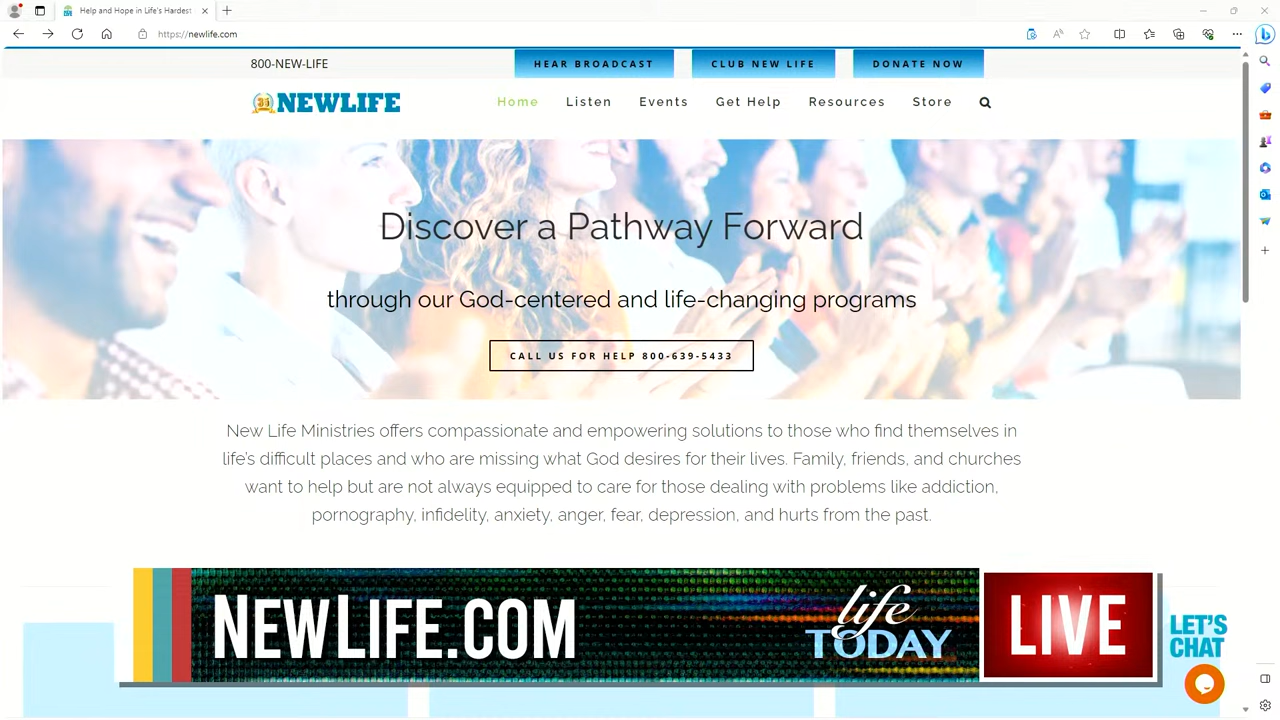 Help and Hope in Life's Hardest
https://newlife.com
800-NEW-LIFE
HEAR BROADCAST
CLUB NEW LIFE
DONATE NOW
NEWLIFE
Home
Listen
Events
Get Help
Resources
Store
Discover a Pathway Forward
through our God-centered and life-changing programs
CALL US FOR HELP 800-639-5433
New Life Ministries offers compassionate and empowering solutions to those who find themselves in
life's difficult places and who are missing what God desires for their lives. Family, friends, and churches
want to help but are not always equipped to care for those dealing with problems like addiction,
pornography, infidelity, anxiety, anger, fear, depression, and hurts from the past.
NEWLIFE.COM
life
TODAY
LIVE
LET'S
CHAT